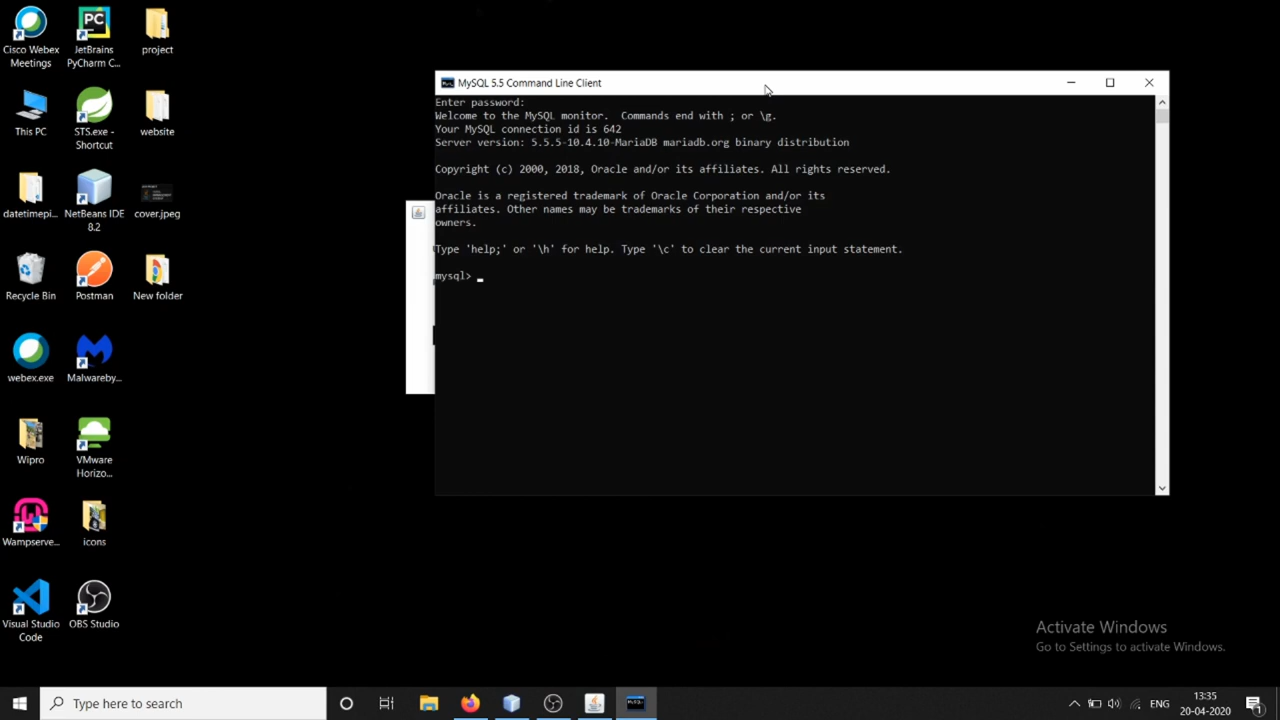 Cisco Webex
Meetings
JetBrains
PyCharm C...
project
This PC
STS.exe -
Shortcut
website
datetimepi...
NetBeans IDE
8.2
cover.jpeg
Recycle Bin
Postman
New folder
webex.exe
Malwareby...
Wipro
VMware
Horizo...
Wampserve...
icons
Visual Studio
Code
OBS Studio
MySQL 5.5 Command Line Client
Enter password:
Welcome to the MySQL monitor.  Commands end with ; or \g.
Your MySQL connection id is 642
Server version: 5.5.5-10.4.10-MariaDB mariadb.org binary distribution
Copyright (c) 2000, 2018, Oracle and/or its affiliates. All rights reserved.
Oracle is a registered trademark of Oracle Corporation and/or its
affiliates. Other names may be trademarks of their respective
owners.
Type 'help;' or '\h' for help. Type '\c' to clear the current input statement.
mysql> _
Activate Windows
Go to Settings to activate Windows.
Type here to search
ENG
13:35
20-04-2020
1